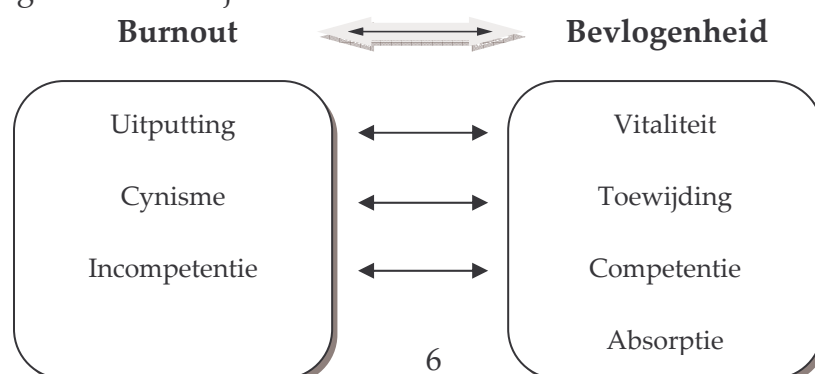 Burnout Bevlogenheid
Uitputting Vitaliteit
Cynisme Toewijding
Incompetentie Competentie
Absorptie
6